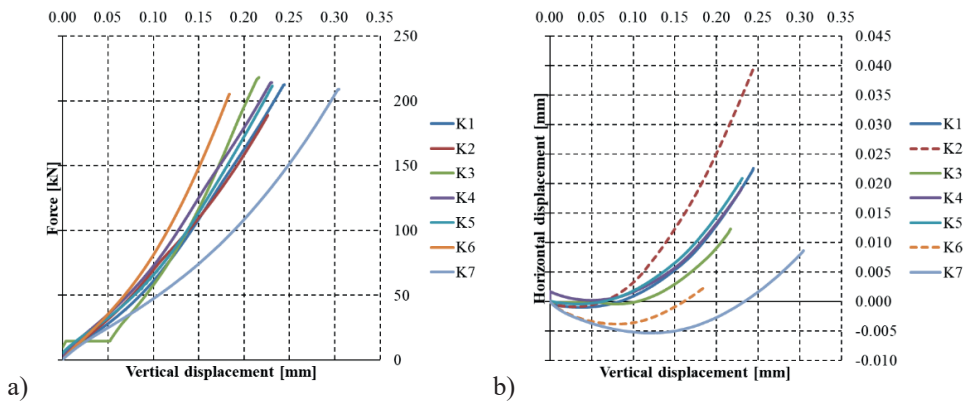 0.00 0.05 0.10 0.15 0.20 0.25 0.30 0.35
250
200
150
100
50
0
Force [kN]
Vertical displacement [mm]
K1
K2
K3
K4
K5
K6
K7
a)
0.00 0.05 0.10 0.15 0.20 0.25 0.30 0.35
0.045
0.040
0.035
0.030
0.025
0.020
0.015
0.010
0.005
0.000
-0.005
-0.010
Horizontal displacement [mm]
Vertical displacement [mm]
K1
K2
K3
K4
K5
K6
K7
b)